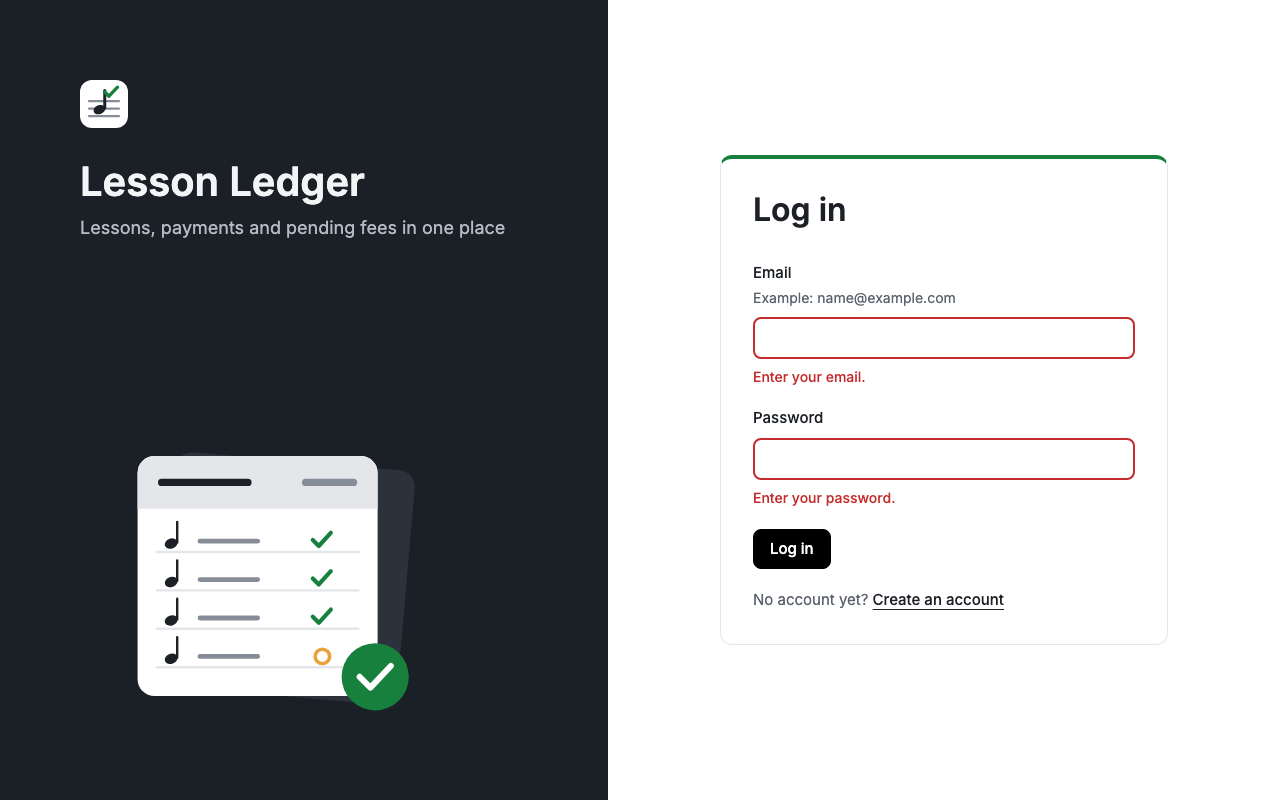 Lesson Ledger
Lessons, payments and pending fees in one place
Log in
Email
Example: name@example.com
Enter your email.
Password
Enter your password.
Log in
No account yet? Create an account